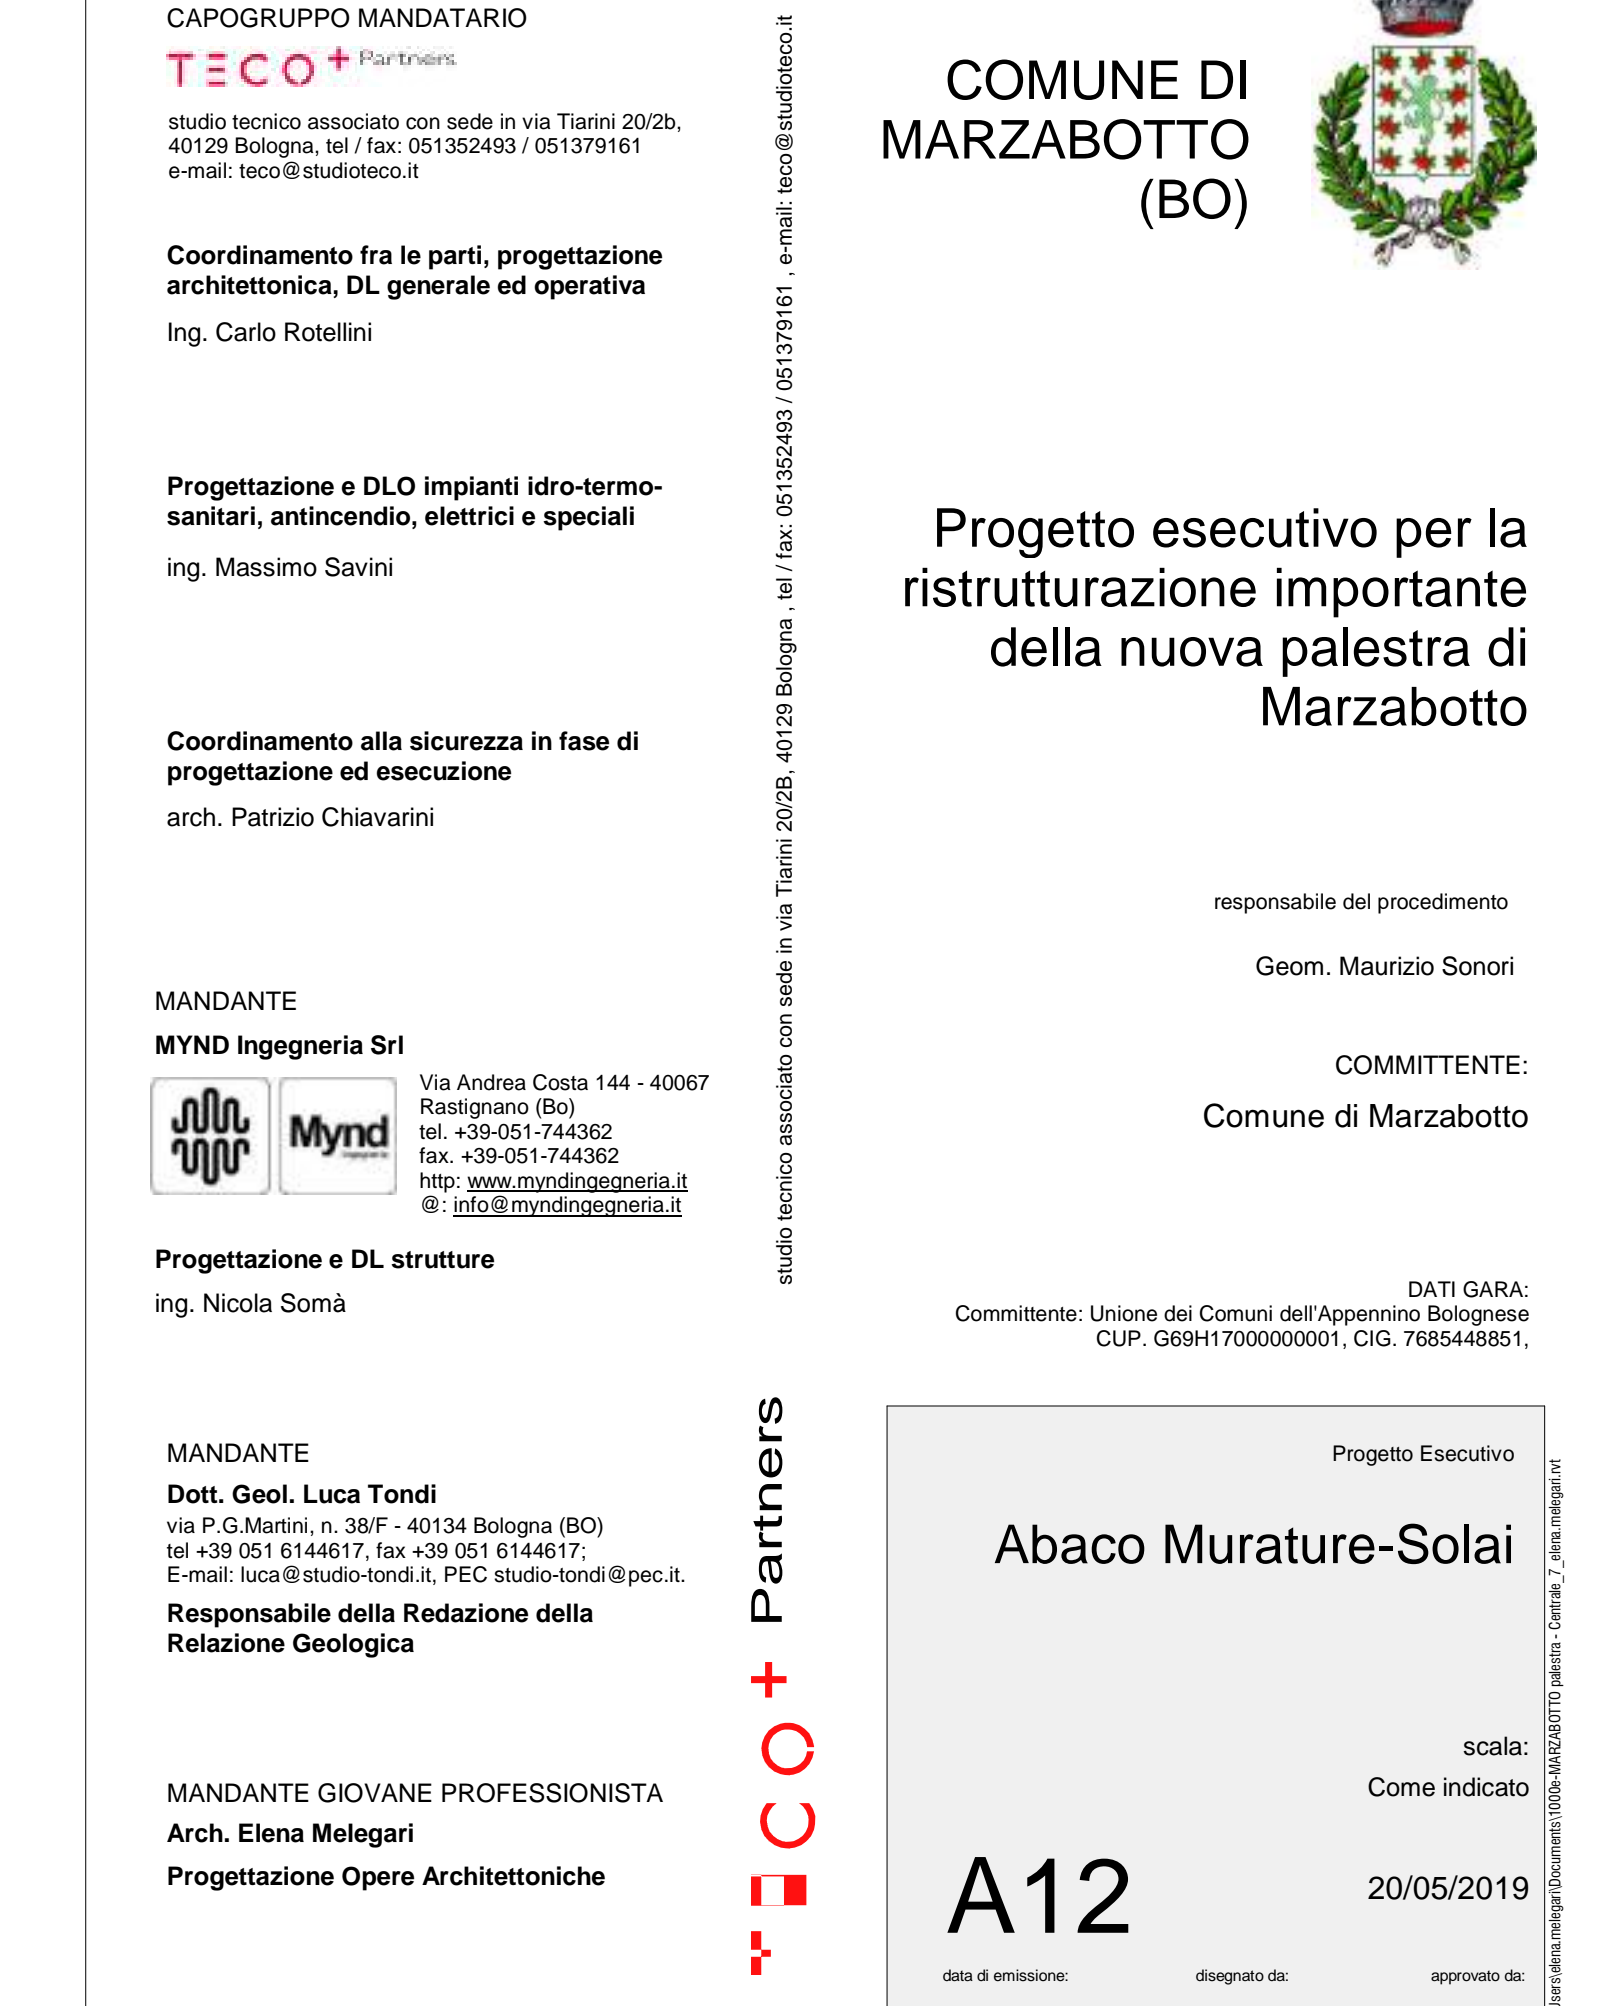 CAPOGRUPPO MANDATARIO
TECO+ Partners
studio tecnico associato con sede in via Tiarini 20/2b,
40129 Bologna, tel / fax: 051352493 / 051379161
e-mail: teco@studioteco.it
Coordinamento fra le parti, progettazione
architettonica, DL generale ed operativa
Ing. Carlo Rotellini
Progettazione e DLO impianti idro-termo-
sanitari, antincendio, elettrici e speciali
ing. Massimo Savini
Coordinamento alla sicurezza in fase di
progettazione ed esecuzione
arch. Patrizio Chiavarini
MANDANTE
MYND Ingegneria Srl
Mynd
Via Andrea Costa 144 - 40067
Rastignano (Bo)
tel. +39-051-744362
fax. +39-051-744362
http: www.myndingegneria.it
@: info@myndingegneria.it
Progettazione e DL strutture
ing. Nicola Somà
MANDANTE
Dott. Geol. Luca Tondi
via P.G.Martini, n. 38/F - 40134 Bologna (BO)
tel +39 051 6144617, fax +39 051 6144617;
E-mail: luca@studio-tondi.it, PEC studio-tondi@pec.it.
Responsabile della Redazione della
Relazione Geologica
MANDANTE GIOVANE PROFESSIONISTA
Arch. Elena Melegari
Progettazione Opere Architettoniche
studio tecnico associato con sede in via Tiarini 20/2B, 40129 Bologna , tel / fax: 051352493 / 051379161 , e-mail: teco@studioteco.it
TECO+ Partners
COMUNE DI
MARZABOTTO
(BO)
Progetto esecutivo per la
ristrutturazione importante
della nuova palestra di
Marzabotto
responsabile del procedimento
Geom. Maurizio Sonori
COMMITTENTE:
Comune di Marzabotto
DATI GARA:
Committente: Unione dei Comuni dell'Appennino Bolognese
CUP. G69H17000000001, CIG. 7685448851,
Progetto Esecutivo
Abaco Murature-Solai
scala:
Come indicato
A12
20/05/2019
data di emissione:
disegnato da:
approvato da:
Users\elena.melegari\Documents\1000e-MARZABOTTO palestra - Centrale_7_elena.melegari.rvt